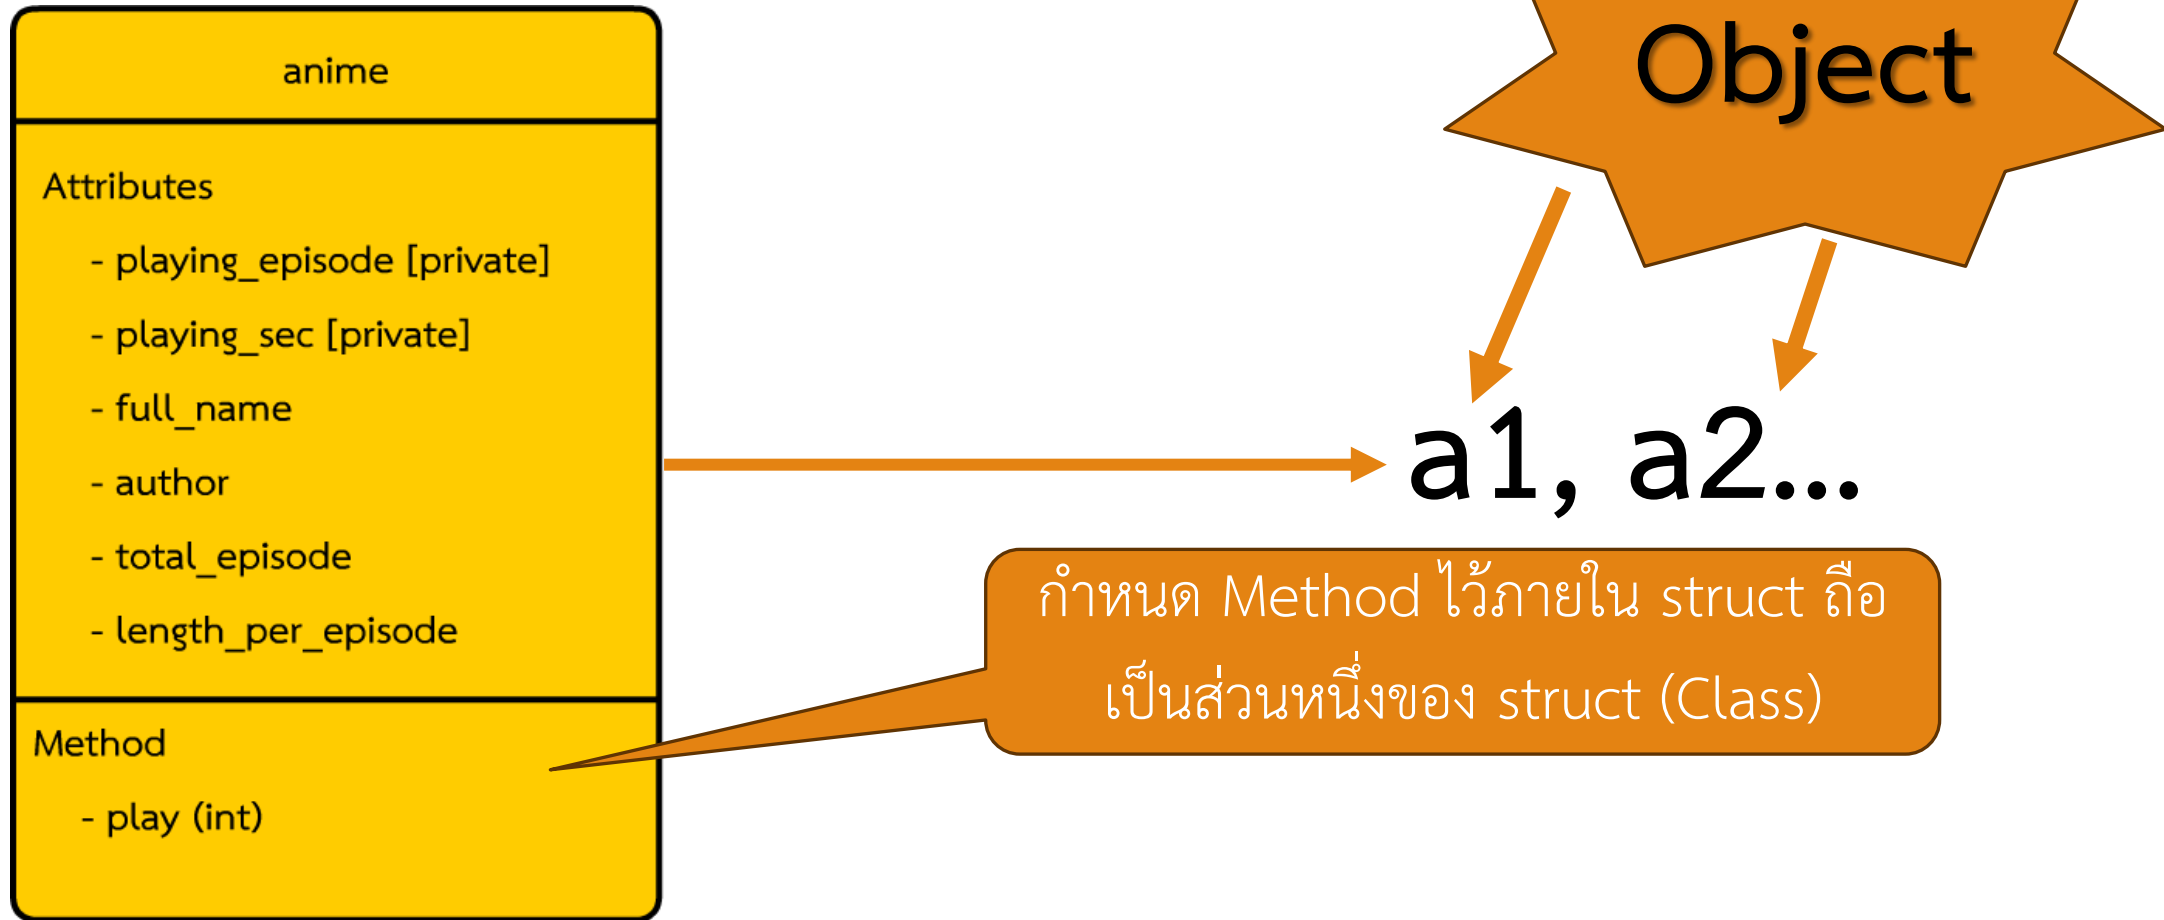 anime
Attributes
- playing_episode [private]
- playing_sec [private]
- full_name
- author
- total_episode
- length_per_episode
Method
- play (int)
Object
a1, a2...
กำหนด Method ไว้ภายใน struct ถือ
เป็นส่วนหนึ่งของ struct (Class)